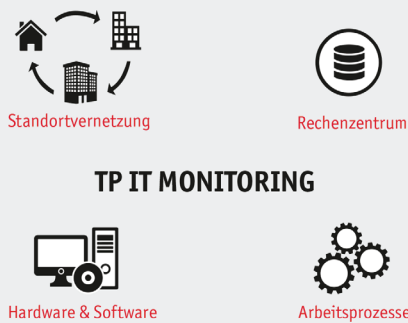 Standortvernetzung
Rechenzentrum
TP IT MONITORING
Hardware & Software
Arbeitsprozesse